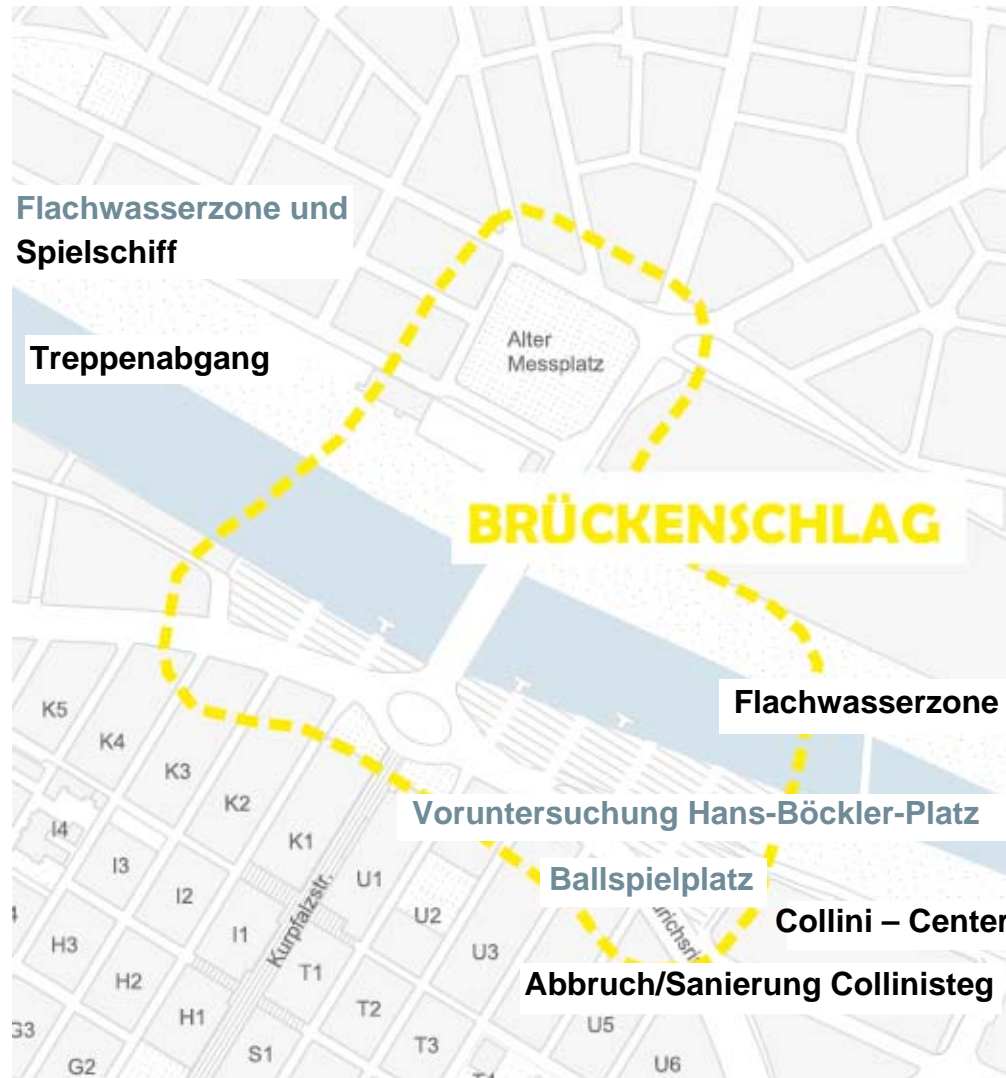 Flachwasserzone und
Spielschiff
Alter
Messplatz
Treppenabgang
BRÜCKENSCHLAG
Flachwasserzone
K5
K4
K3
K2
K1
Voruntersuchung Hans-Böckler-Platz
I4
I3
I2
I1
Kurpfalzstr.
U1
Ballspielplatz
U2
U3
Collini – Center
H3
H2
H1
T1
T2
T3
Abbruch/Sanierung Collinisteg
U5
U6
G3
G2
S1